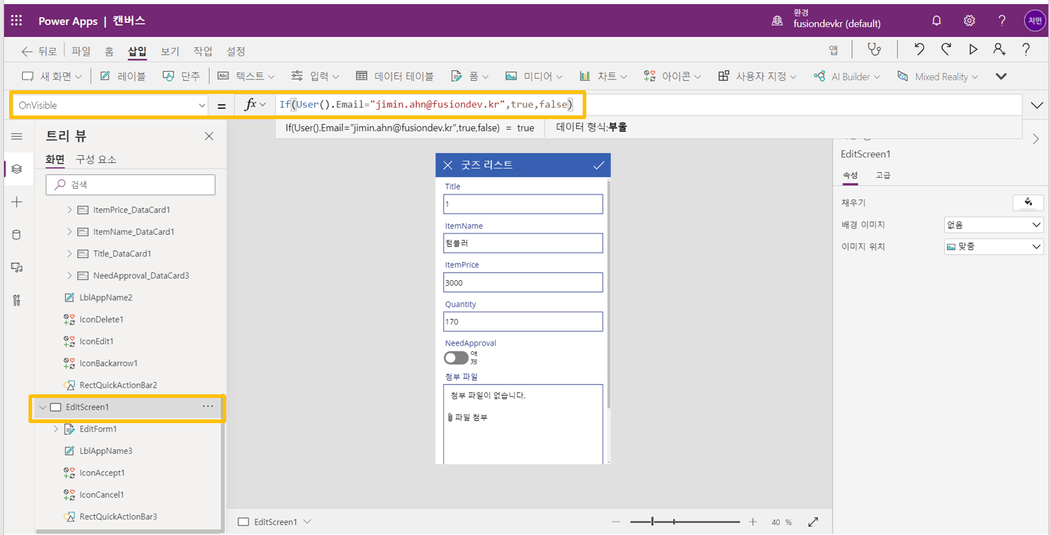 Power Apps | 캔버스
환경
fusiondevkr (default)
지민
뒤로 파일 홈 삽입 보기 작업 설정
앱
새 화면 레이블 단추 텍스트 입력 데이터 테이블 폼 미디어 차트 아이콘 사용자 지정 AI Builder Mixed Reality
OnVisible = fx If(User().Email="jimin.ahn@fusiondev.kr",true,false)
If(User().Email="jimin.ahn@fusiondev.kr",true,false) = true 데이터 형식:부울
트리 뷰
화면 구성 요소
검색
ItemPrice_DataCard1
ItemName_DataCard1
Title_DataCard1
NeedApproval_DataCard3
LblAppName2
IconDelete1
IconEdit1
IconBackarrow1
RectQuickActionBar2
EditScreen1
EditForm1
LblAppName3
IconAccept1
IconCancel1
RectQuickActionBar3
굿즈 리스트
Title
1
ItemName
텀블러
ItemPrice
3000
Quantity
170
NeedApproval
첨부 파일
첨부 파일이 없습니다.
파일 첨부
EditScreen1
40 %
EditScreen1
속성 고급
채우기
배경 이미지 없음
이미지 위치 맞춤